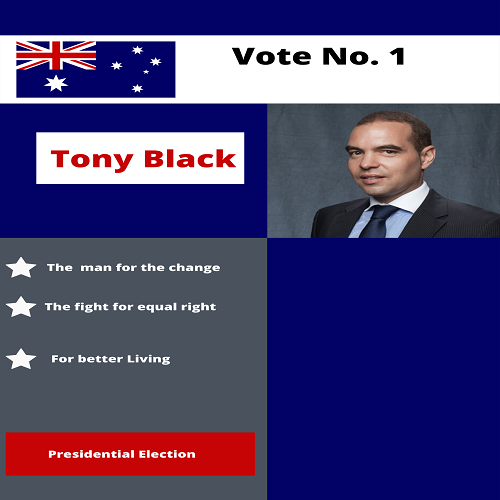 Vote No. 1
Tony Black
The man for the change
The fight for equal right
For better Living
Presidential Election